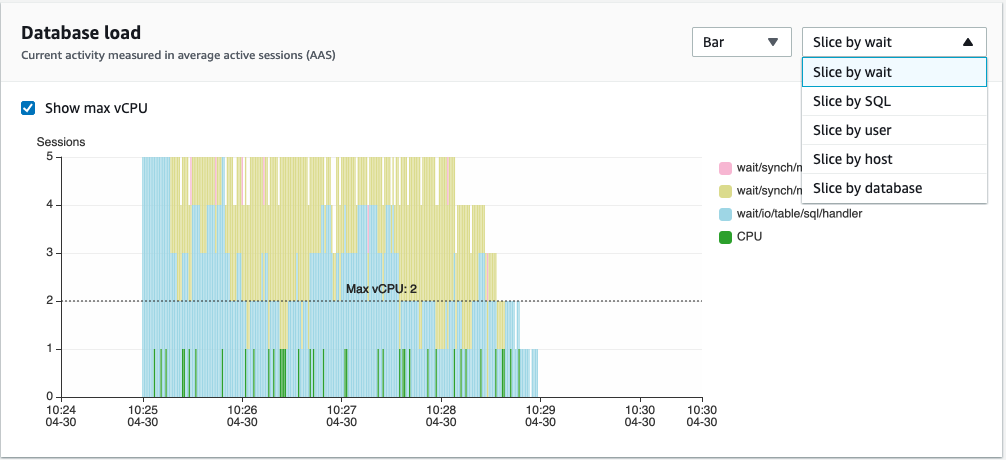 Database load
Current activity measured in average active sessions (AAS)
Bar
Slice by wait
Slice by wait
Slice by SQL
Slice by user
Slice by host
Slice by database
Show max vCPU
Sessions
5
4
3
2
1
0
Max vCPU: 2
wait/synch/m
wait/synch/m
wait/io/table/sql/handler
CPU
10:24 10:25 10:26 10:27 10:28 10:29 10:30 10:30
04-30 04-30 04-30 04-30 04-30 04-30 04-30 04-30